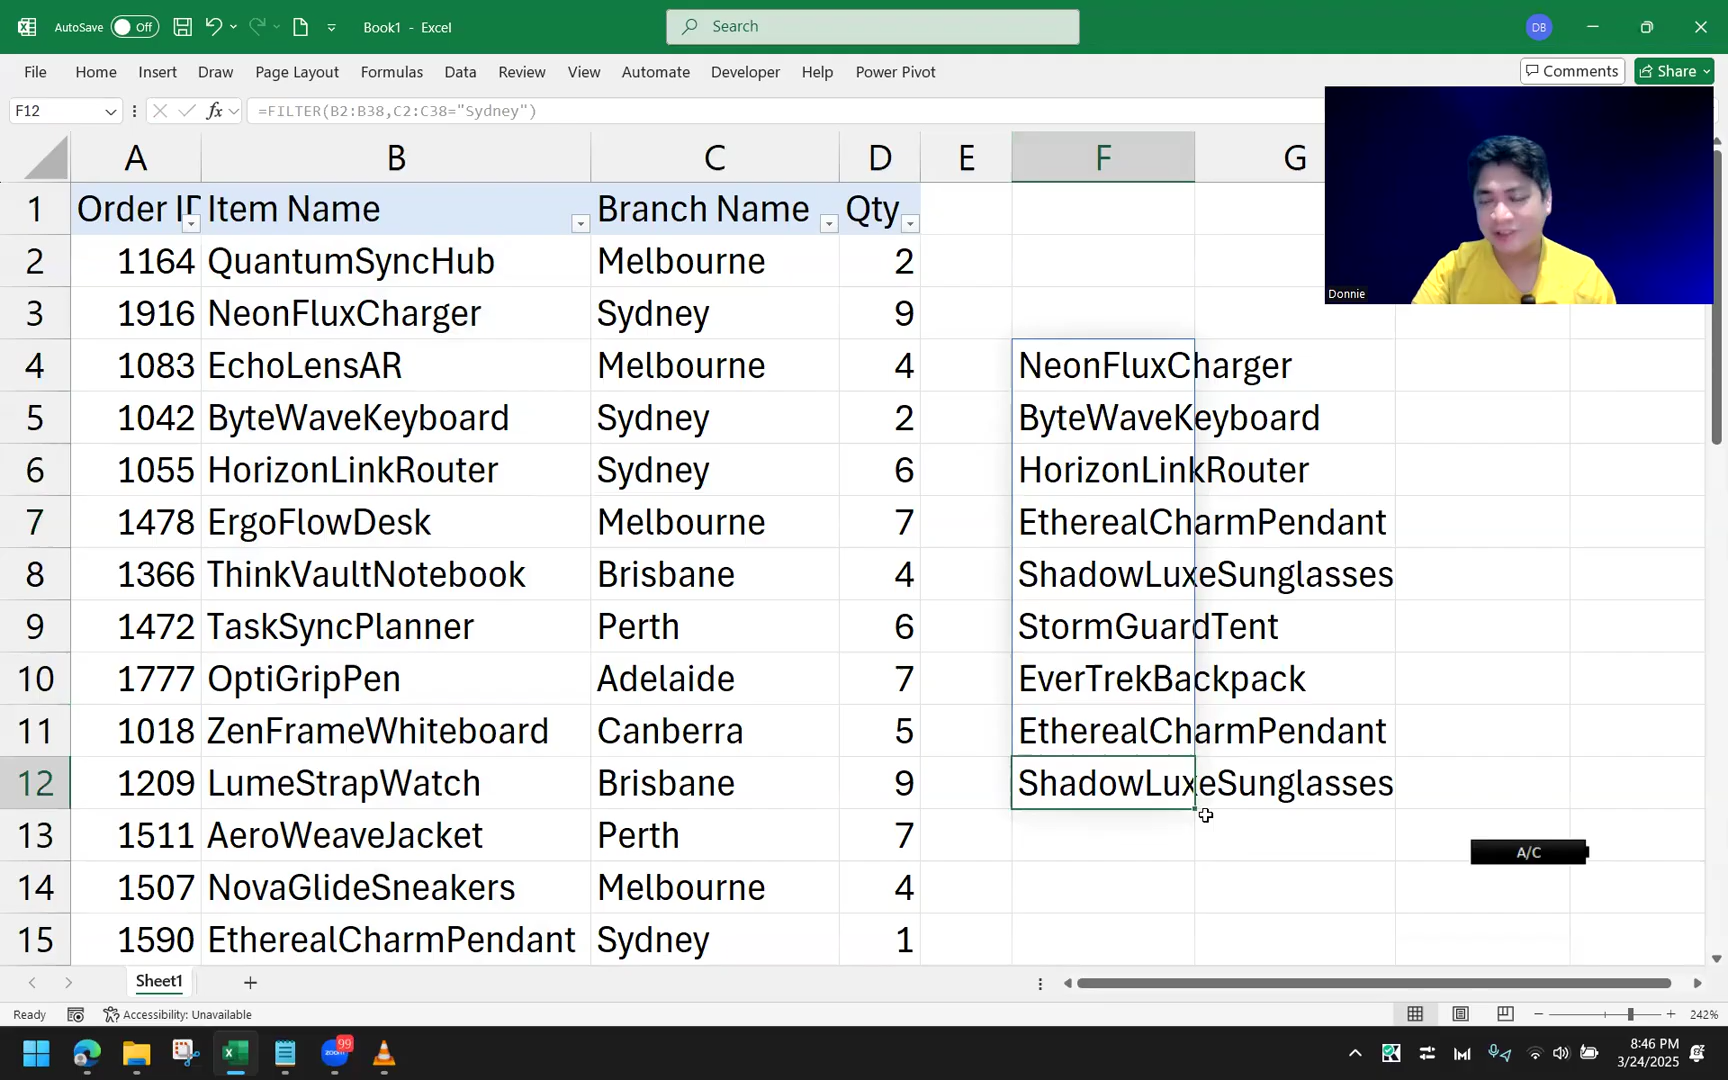 AutoSave Off Book1 - Excel Search DB
File Home Insert Draw Page Layout Formulas Data Review View Automate Developer Help Power Pivot Comments Share
F12 fx =FILTER(B2:B38,C2:C38="Sydney")
A B C D E F G
1 Order ID Item Name Branch Name Qty
2 1164 QuantumSyncHub Melbourne 2
3 1916 NeonFluxCharger Sydney 9
Donnie
4 1083 EchoLensAR Melbourne 4 NeonFluxCharger
5 1042 ByteWaveKeyboard Sydney 2 ByteWaveKeyboard
6 1055 HorizonLinkRouter Sydney 6 HorizonLinkRouter
7 1478 ErgoFlowDesk Melbourne 7 EtherealCharmPendant
8 1366 ThinkVaultNotebook Brisbane 4 ShadowLuxeSunglasses
9 1472 TaskSyncPlanner Perth 6 StormGuardTent
10 1777 OptiGripPen Adelaide 7 EverTrekBackpack
11 1018 ZenFrameWhiteboard Canberra 5 EtherealCharmPendant
12 1209 LumeStrapWatch Brisbane 9 ShadowLuxeSunglasses
13 1511 AeroWeaveJacket Perth 7
A/C
14 1507 NovaGlideSneakers Melbourne 4
15 1590 EtherealCharmPendant Sydney 1
Sheet1
Ready Accessibility: Unavailable 242%
99 zoom 8:46 PM
3/24/2025